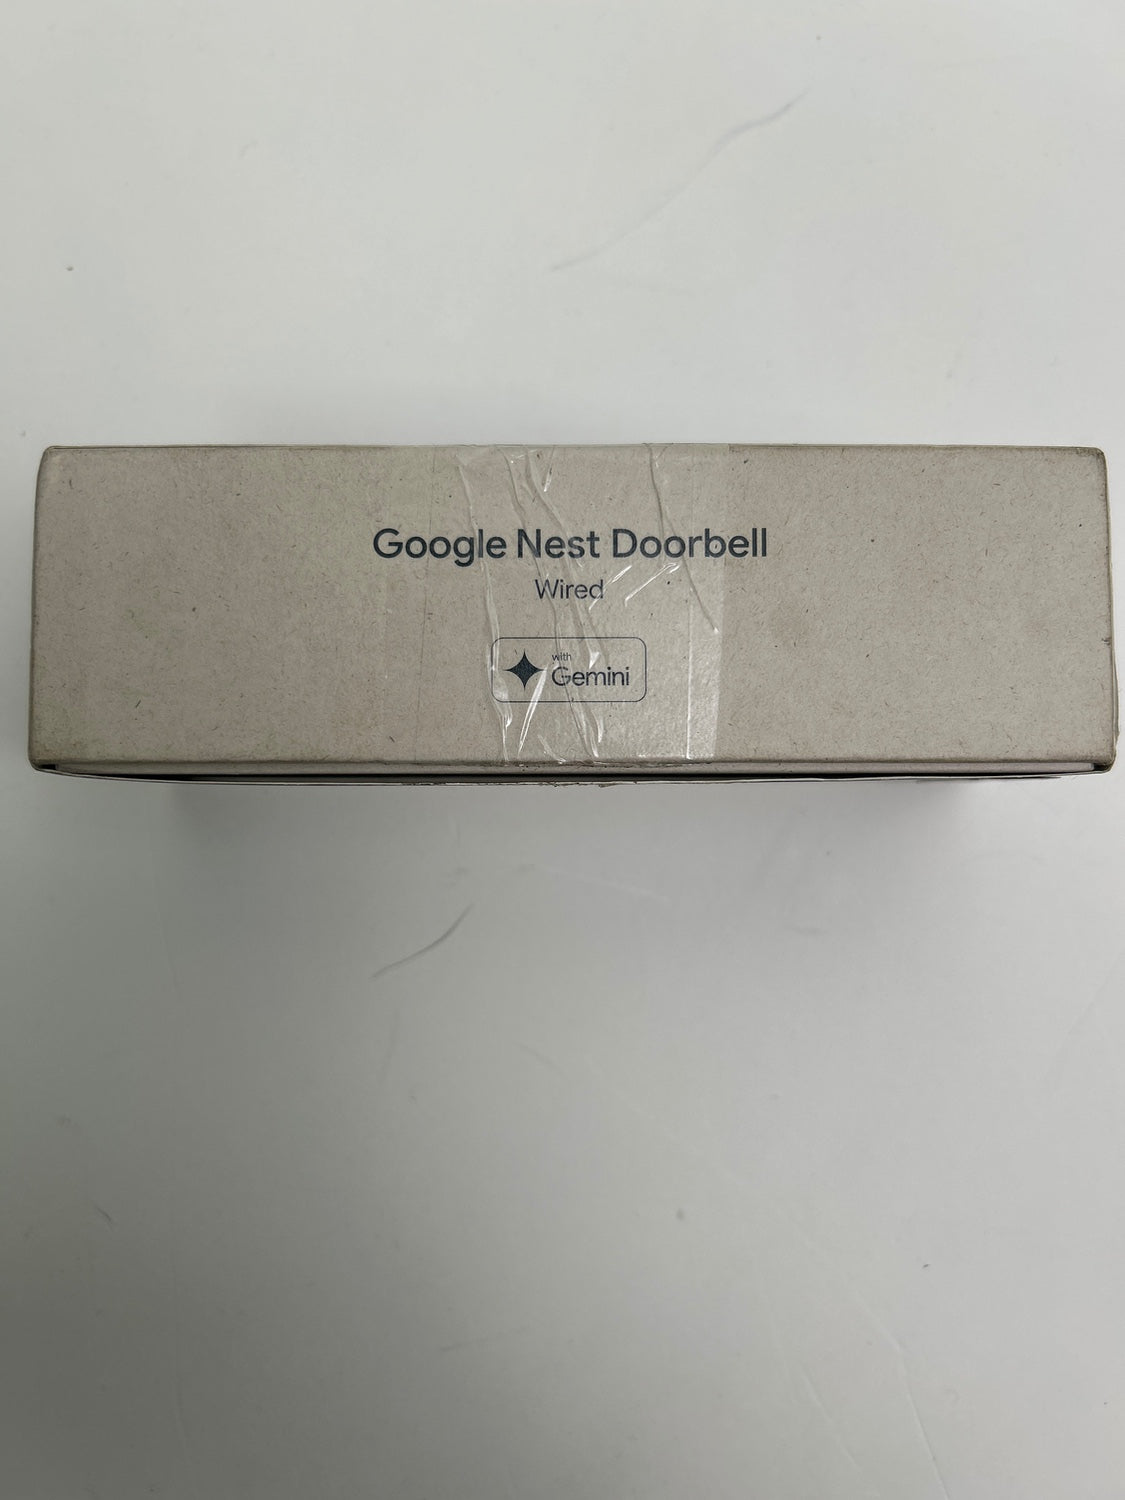 Google Nest Doorbell
Wired
with
Gemini